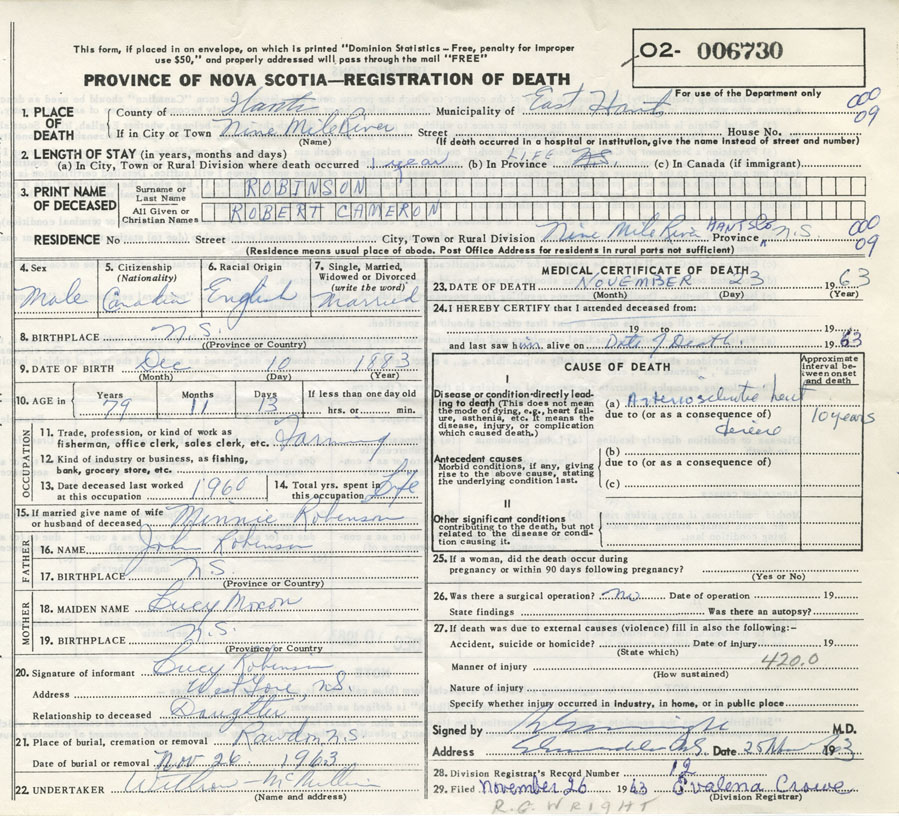 This form, if placed in an envelope, on which is printed "Dominion Statistics – Free, penalty for improper
use $50," and properly addressed will pass through the mail "FREE"
O2- 006730
For use of the Department only
PROVINCE OF NOVA SCOTIA—REGISTRATION OF DEATH
1. PLACE OF DEATH County of Hants Municipality of East Hants 000
If in City or Town Nine Mile River Street House No. 09
(Name) (If death occurred in a hospital or institution, give the name instead of street and number)
2. LENGTH OF STAY (in years, months and days)
(a) In City, Town or Rural Division where death occurred 1 year (b) In Province LIFE (c) In Canada (if immigrant)
3. PRINT NAME OF DECEASED
Surname or Last Name ROBINSON
All Given or Christian Names ROBERT CAMERON
RESIDENCE No Street City, Town or Rural Division Nine Mile River HANTS CO Province N.S. 000
09
(Residence means usual place of abode. Post Office Address for residents in rural parts not sufficient)
4. Sex Male
5. Citizenship (Nationality) Canadian
6. Racial Origin English
7. Single, Married, Widowed or Divorced (write the word) Married
8. BIRTHPLACE N.S.
((Province or Country)
9. DATE OF BIRTH Dec 10 1883
(Month) (Day) (Year)
10. AGE in Years 79 Months 11 Days 13 If less than one day old
hrs. or min.
OCCUPATION
11. Trade, profession, or kind of work as
fisherman, office clerk, sales clerk, etc. Farming
12. Kind of industry or business, as fishing,
bank, grocery store, etc.
13. Date deceased last worked
at this occupation 1960
14. Total yrs. spent in
this occupation Life
15. If married give name of wife
or husband of deceased Minnie Robinson
FATHER
16. NAME John Robinson
17. BIRTHPLACE N.S.
(Province or Country)
MOTHER
18. MAIDEN NAME Lucy Moxon
19. BIRTHPLACE N.S.
(Province or Country)
20. Signature of informant Lucy Robinson
Address West Gore, N.S.
Relationship to deceased Daughter
21. Place of burial, cremation or removal Rawdon N.S.
Date of burial or removal Nov 26 1963
22. UNDERTAKER
(Name and address)
MEDICAL CERTIFICATE OF DEATH
23. DATE OF DEATH NOVEMBER 23 1963
(Month) (Day) (Year)
24. I HEREBY CERTIFY that I attended deceased from:
19 to 19
and last saw him alive on Date of Death. 1963
CAUSE OF DEATH
Approximate interval between onset and death
I
Disease or condition directly leading to death (This does not mean
the mode of dying, e.g., heart failure, asthenia, etc. It means the
disease, injury, or complication
which caused death.)
(a) Arteriosclerotic heart
due to (or as a consequence of)
disease
10 years
Antecedent causes
Morbid conditions, if any, giving
rise to the above cause, stating
the underlying condition last.
(b)
due to (or as a consequence of)
(c)
II
Other significant conditions
contributing to the death, but not
related to the disease or condition causing it.
25. If a woman, did the death occur during
pregnancy or within 90 days following pregnancy?
(Yes or No)
26. Was there a surgical operation? No Date of operation 19
State findings Was there an autopsy?
27. If death was due to external causes (violence) fill in also the following:–
Accident, suicide or homicide? Date of injury 19
(State which)
420.0
Manner of injury
(How sustained)
Nature of injury
Specify whether injury occurred in industry, in home, or in public place
Signed by M.D.
Address Date 25 1963
28. Division Registrar's Record Number 12
29. Filed November 26 1963 Evalena Crowe
(Division Registrar)
R.G. WRIGHT